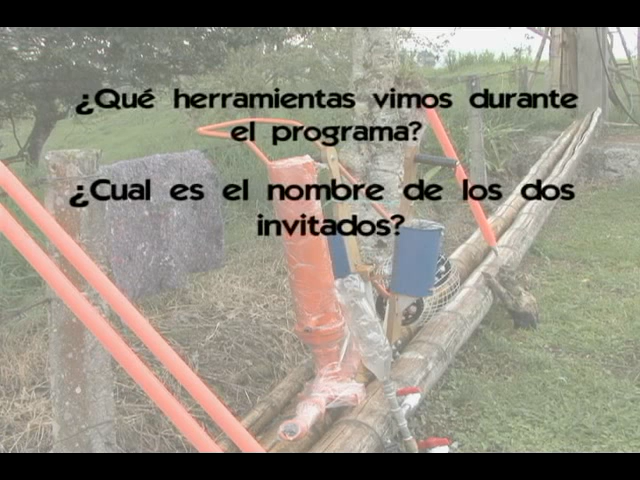 ¿Qué herramientas vimos durante
el programa?
¿Cual es el nombre de los dos
invitados?